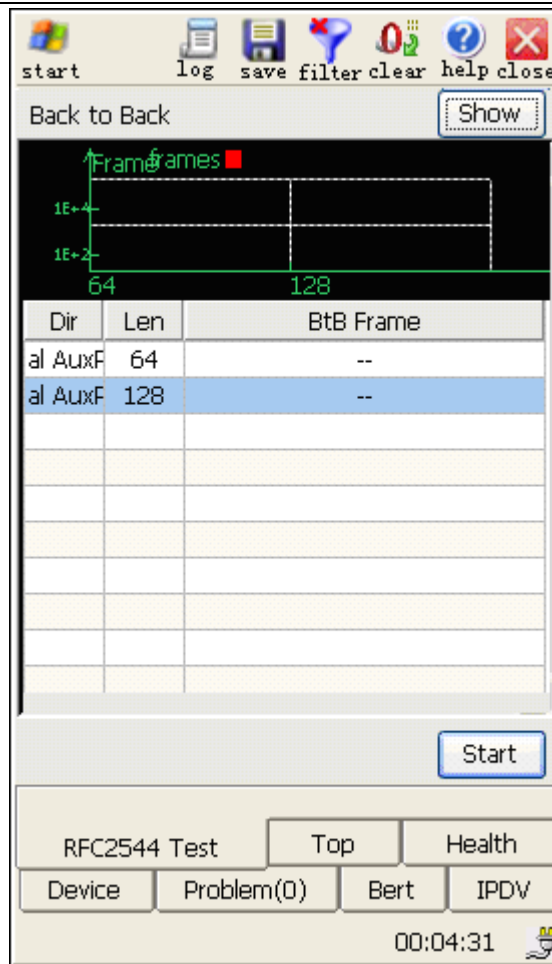 start log save filter clear help close
Back to Back Show
Frame frames
1E+4
1E+2
64 128
Dir Len BtB Frame
al AuxP 64 --
al AuxP 128 --
Start
RFC2544 Test Top Health
Device Problem(0) Bert IPDV
00:04:31